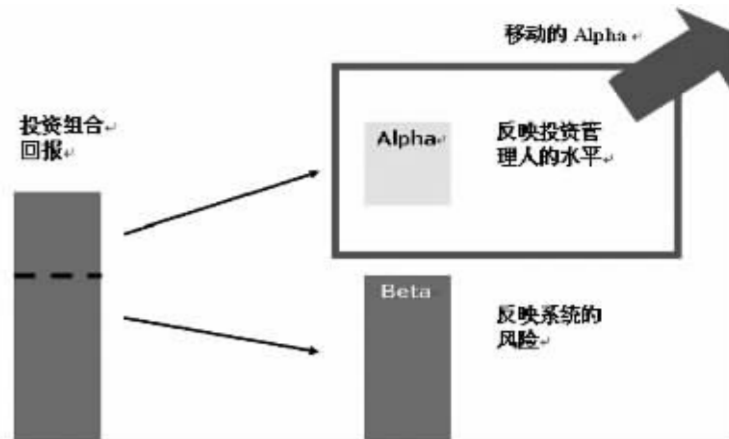 移动的 Alpha
投资组合
回报
Alpha
反映投资管
理人的水平
Beta
反映系统的
风险